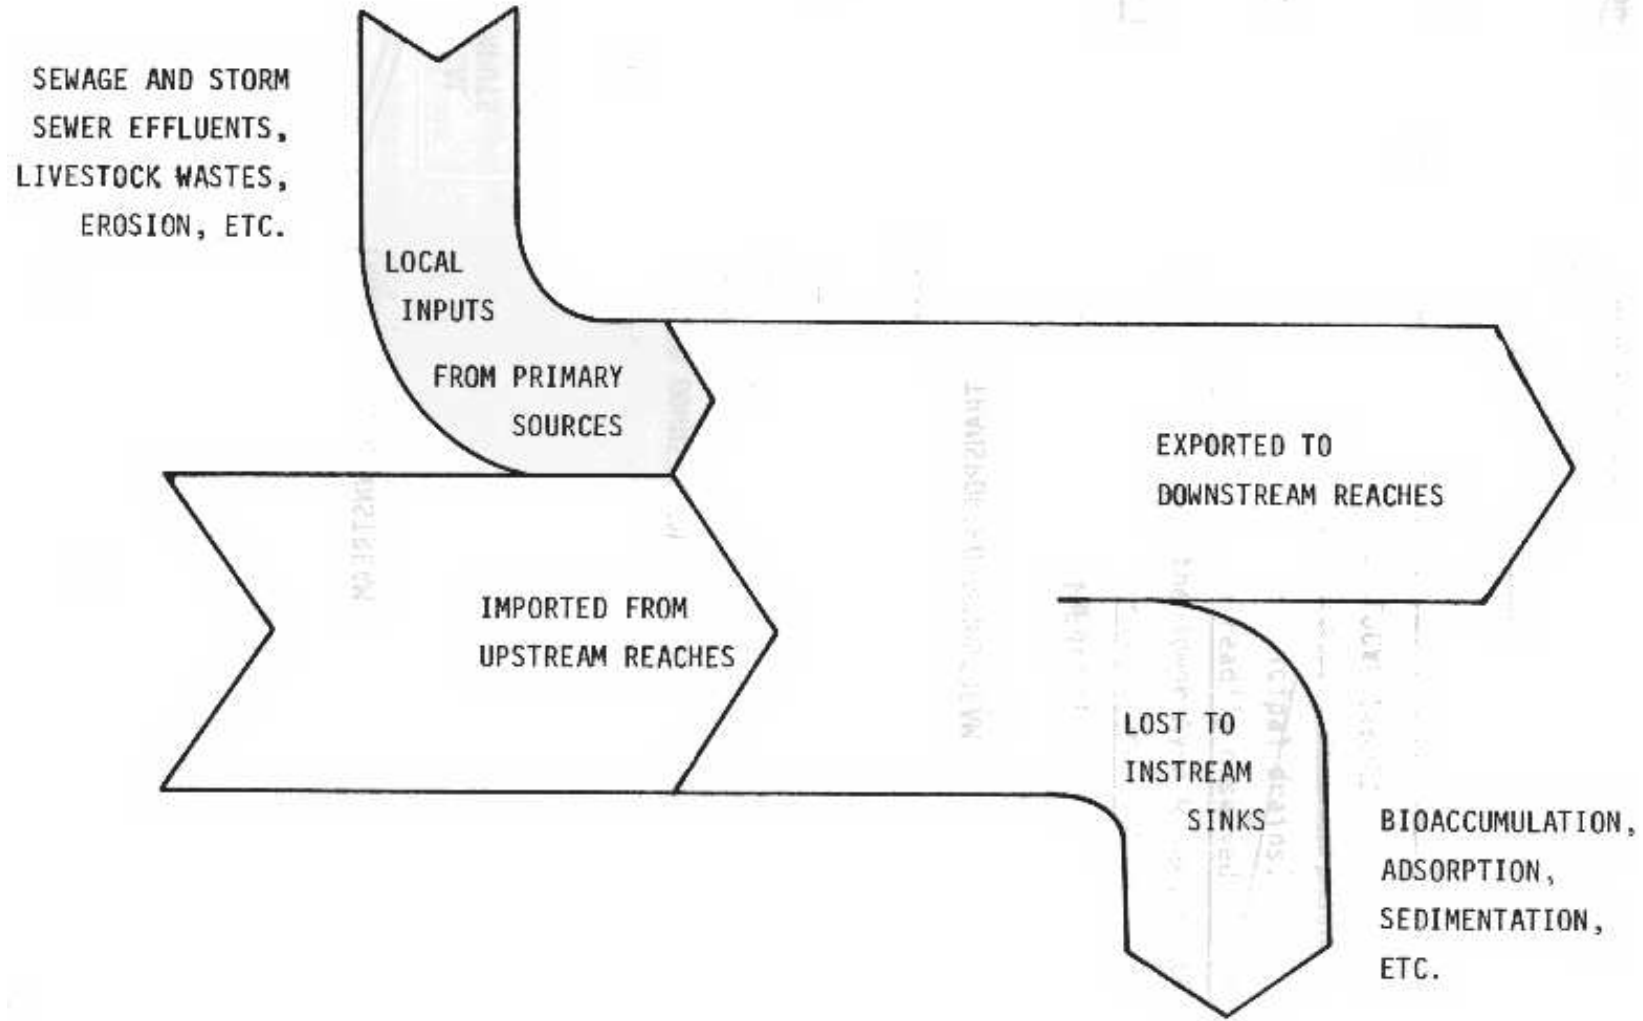 SEWAGE AND STORM
SEWER EFFLUENTS,
LIVESTOCK WASTES,
EROSION, ETC.
LOCAL
INPUTS
FROM PRIMARY
SOURCES
EXPORTED TO
DOWNSTREAM REACHES
IMPORTED FROM
UPSTREAM REACHES
LOST TO
INSTREAM
SINKS
BIOACCUMULATION,
ADSORPTION,
SEDIMENTATION,
ETC.